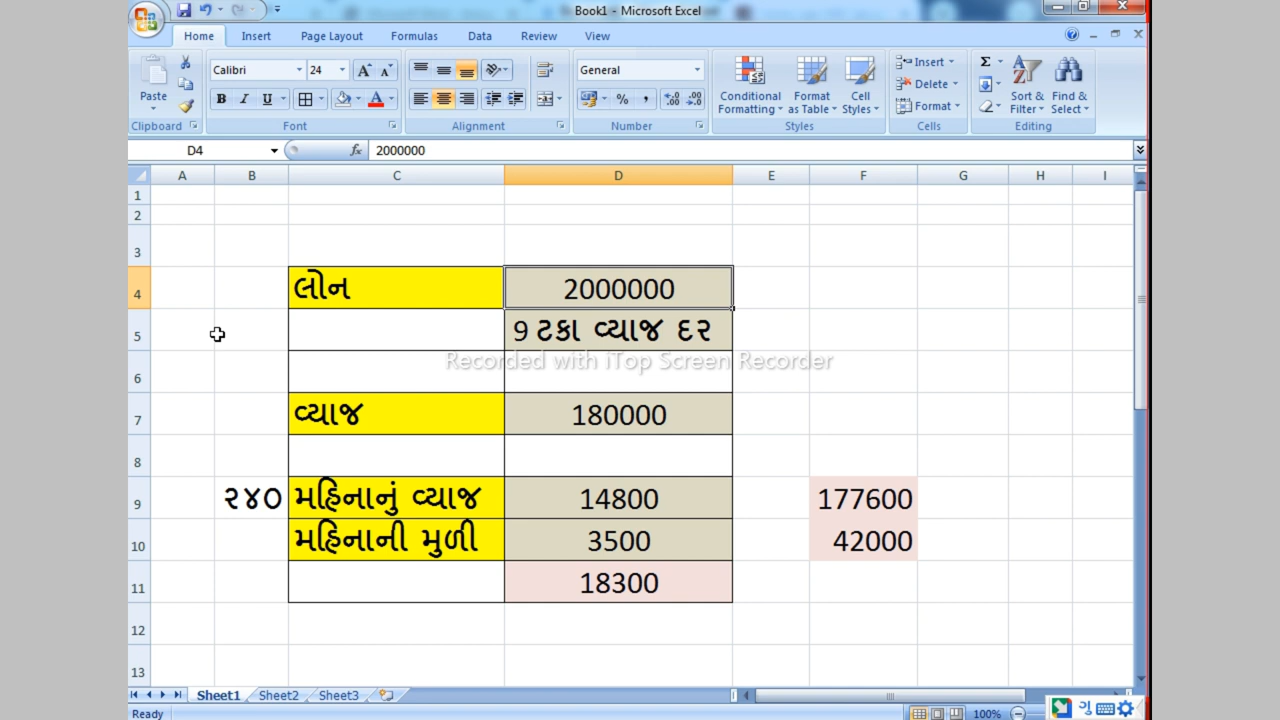 Book1 - Microsoft Excel
Home Insert Page Layout Formulas Data Review View
Paste Calibri 24 General Conditional Formatting Format as Table Cell Styles Insert Delete Format Sort & Filter Find & Select
Clipboard Font Alignment Number Styles Cells Editing
D4 fx 2000000
A B C D E F G H I
1
2
3
4 લોન 2000000
5 9 ટકા વ્યાજ દર
Recorded with iTop Screen Recorder
6
7 વ્યાજ 180000
8
9 ૨૪૦ મહિનાનું વ્યાજ 14800 177600
10 મહિનાની મુળી 3500 42000
11 18300
12
13
Sheet1 Sheet2 Sheet3
Ready 100%